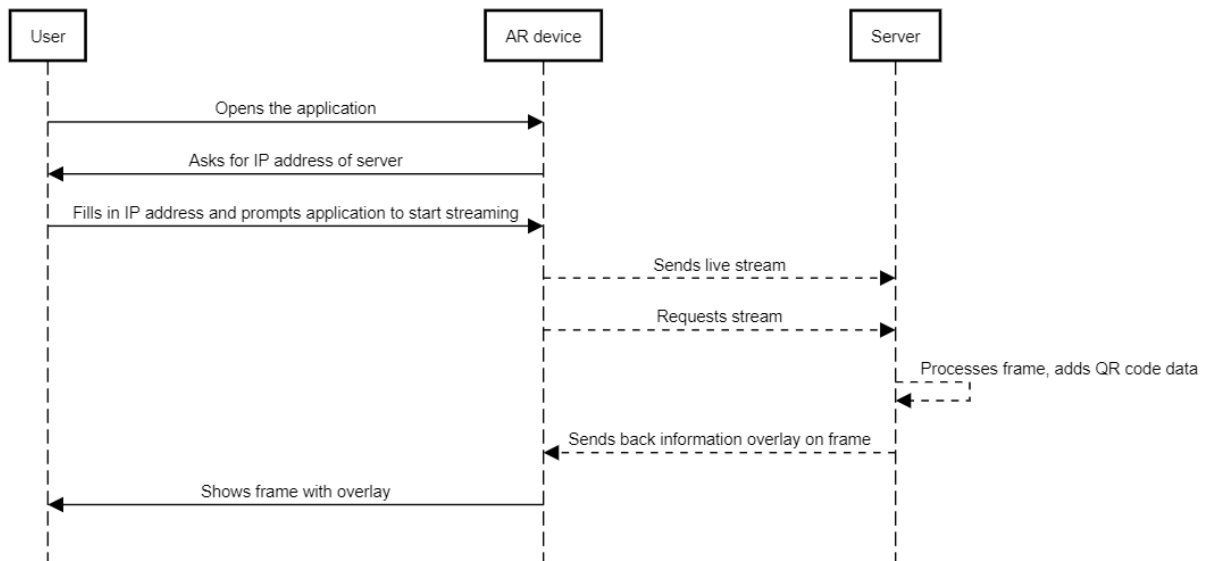 User
AR device
Server
Opens the application
Asks for IP address of server
Fills in IP address and prompts application to start streaming
Sends live stream
Requests stream
Processes frame, adds QR code data
Sends back information overlay on frame
Shows frame with overlay